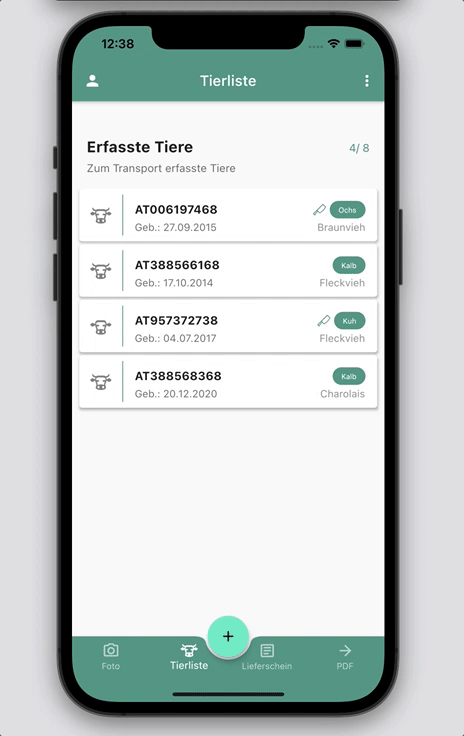 12:38
Tierliste
Erfasste Tiere 4/ 8
Zum Transport erfasste Tiere
AT006197468 Ochs
Geb.: 27.09.2015 Braunvieh
AT388566168 Kalb
Geb.: 17.10.2014 Fleckvieh
AT957372738 Kuh
Geb.: 04.07.2017 Fleckvieh
AT388568368 Kalb
Geb.: 20.12.2020 Charolais
+
Foto Tierliste Lieferschein PDF